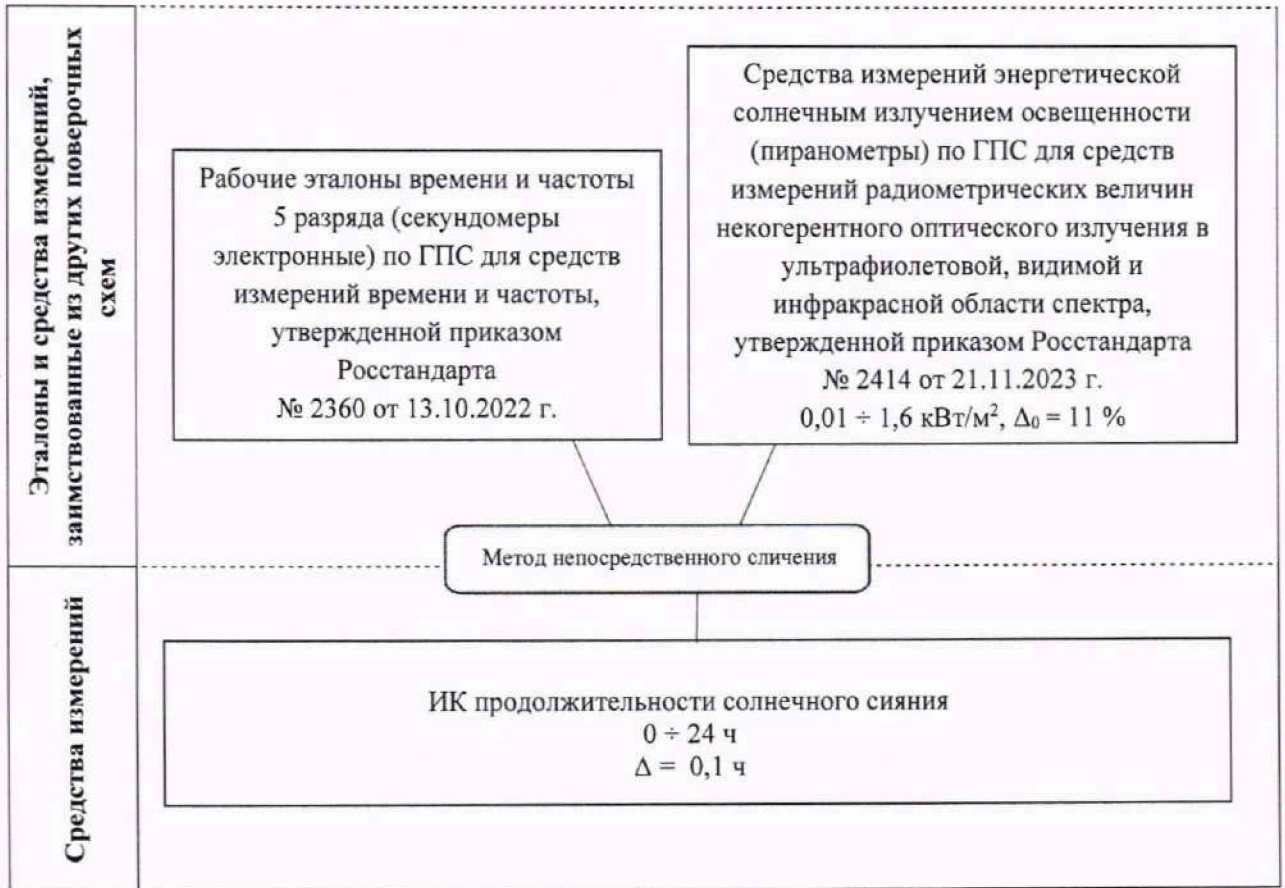 Эталоны и средства измерений,
заимствованные из других поверочных
схем
Рабочие эталоны времени и частоты
5 разряда (секундомеры
электронные) по ГПС для средств
измерений времени и частоты,
утвержденной приказом
Росстандарта
№ 2360 от 13.10.2022 г.
Средства измерений энергетической
солнечным излучением освещенности
(пиранометры) по ГПС для средств
измерений радиометрических величин
некогерентного оптического излучения в
ультрафиолетовой, видимой и
инфракрасной области спектра,
утвержденной приказом Росстандарта
№ 2414 от 21.11.2023 г.
0,01 ÷ 1,6 кВт/м², Δ₀ = 11 %
Метод непосредственного сличения
Средства измерений
ИК продолжительности солнечного сияния
0 ÷ 24 ч
Δ = 0,1 ч